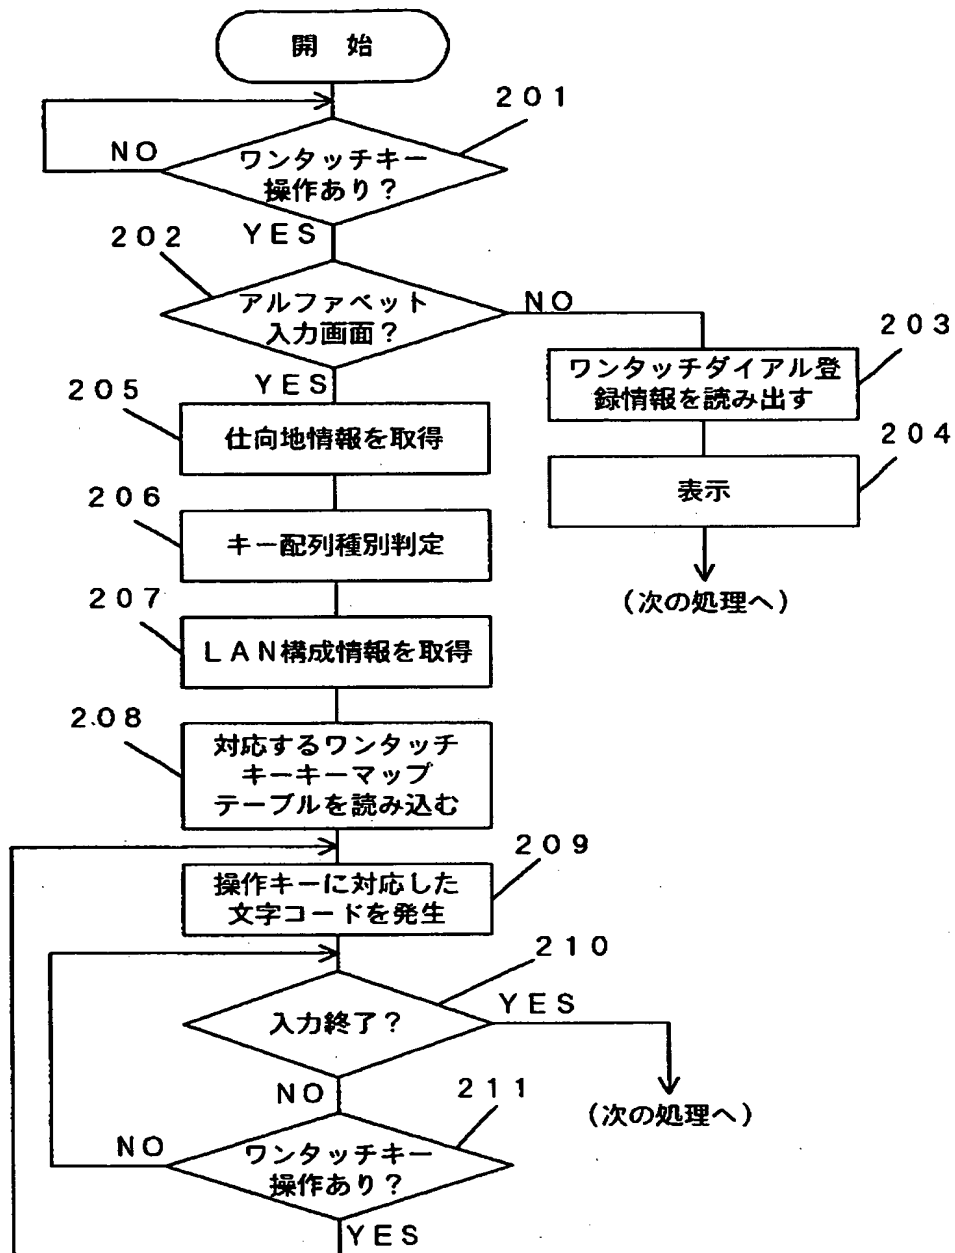 開 始
201
NO
ワンタッチキー
操作あり?
YES
202
アルファベット
入力画面?
NO
YES
203
ワンタッチダイアル登
録情報を読み出す
204
表示
(次の処理へ)
205
仕向地情報を取得
206
キー配列種別判定
207
LAN構成情報を取得
208
対応するワンタッチ
キーキーマップ
テーブルを読み込む
209
操作キーに対応した
文字コードを発生
210
入力終了?
YES
(次の処理へ)
NO
211
NO
ワンタッチキー
操作あり?
YES